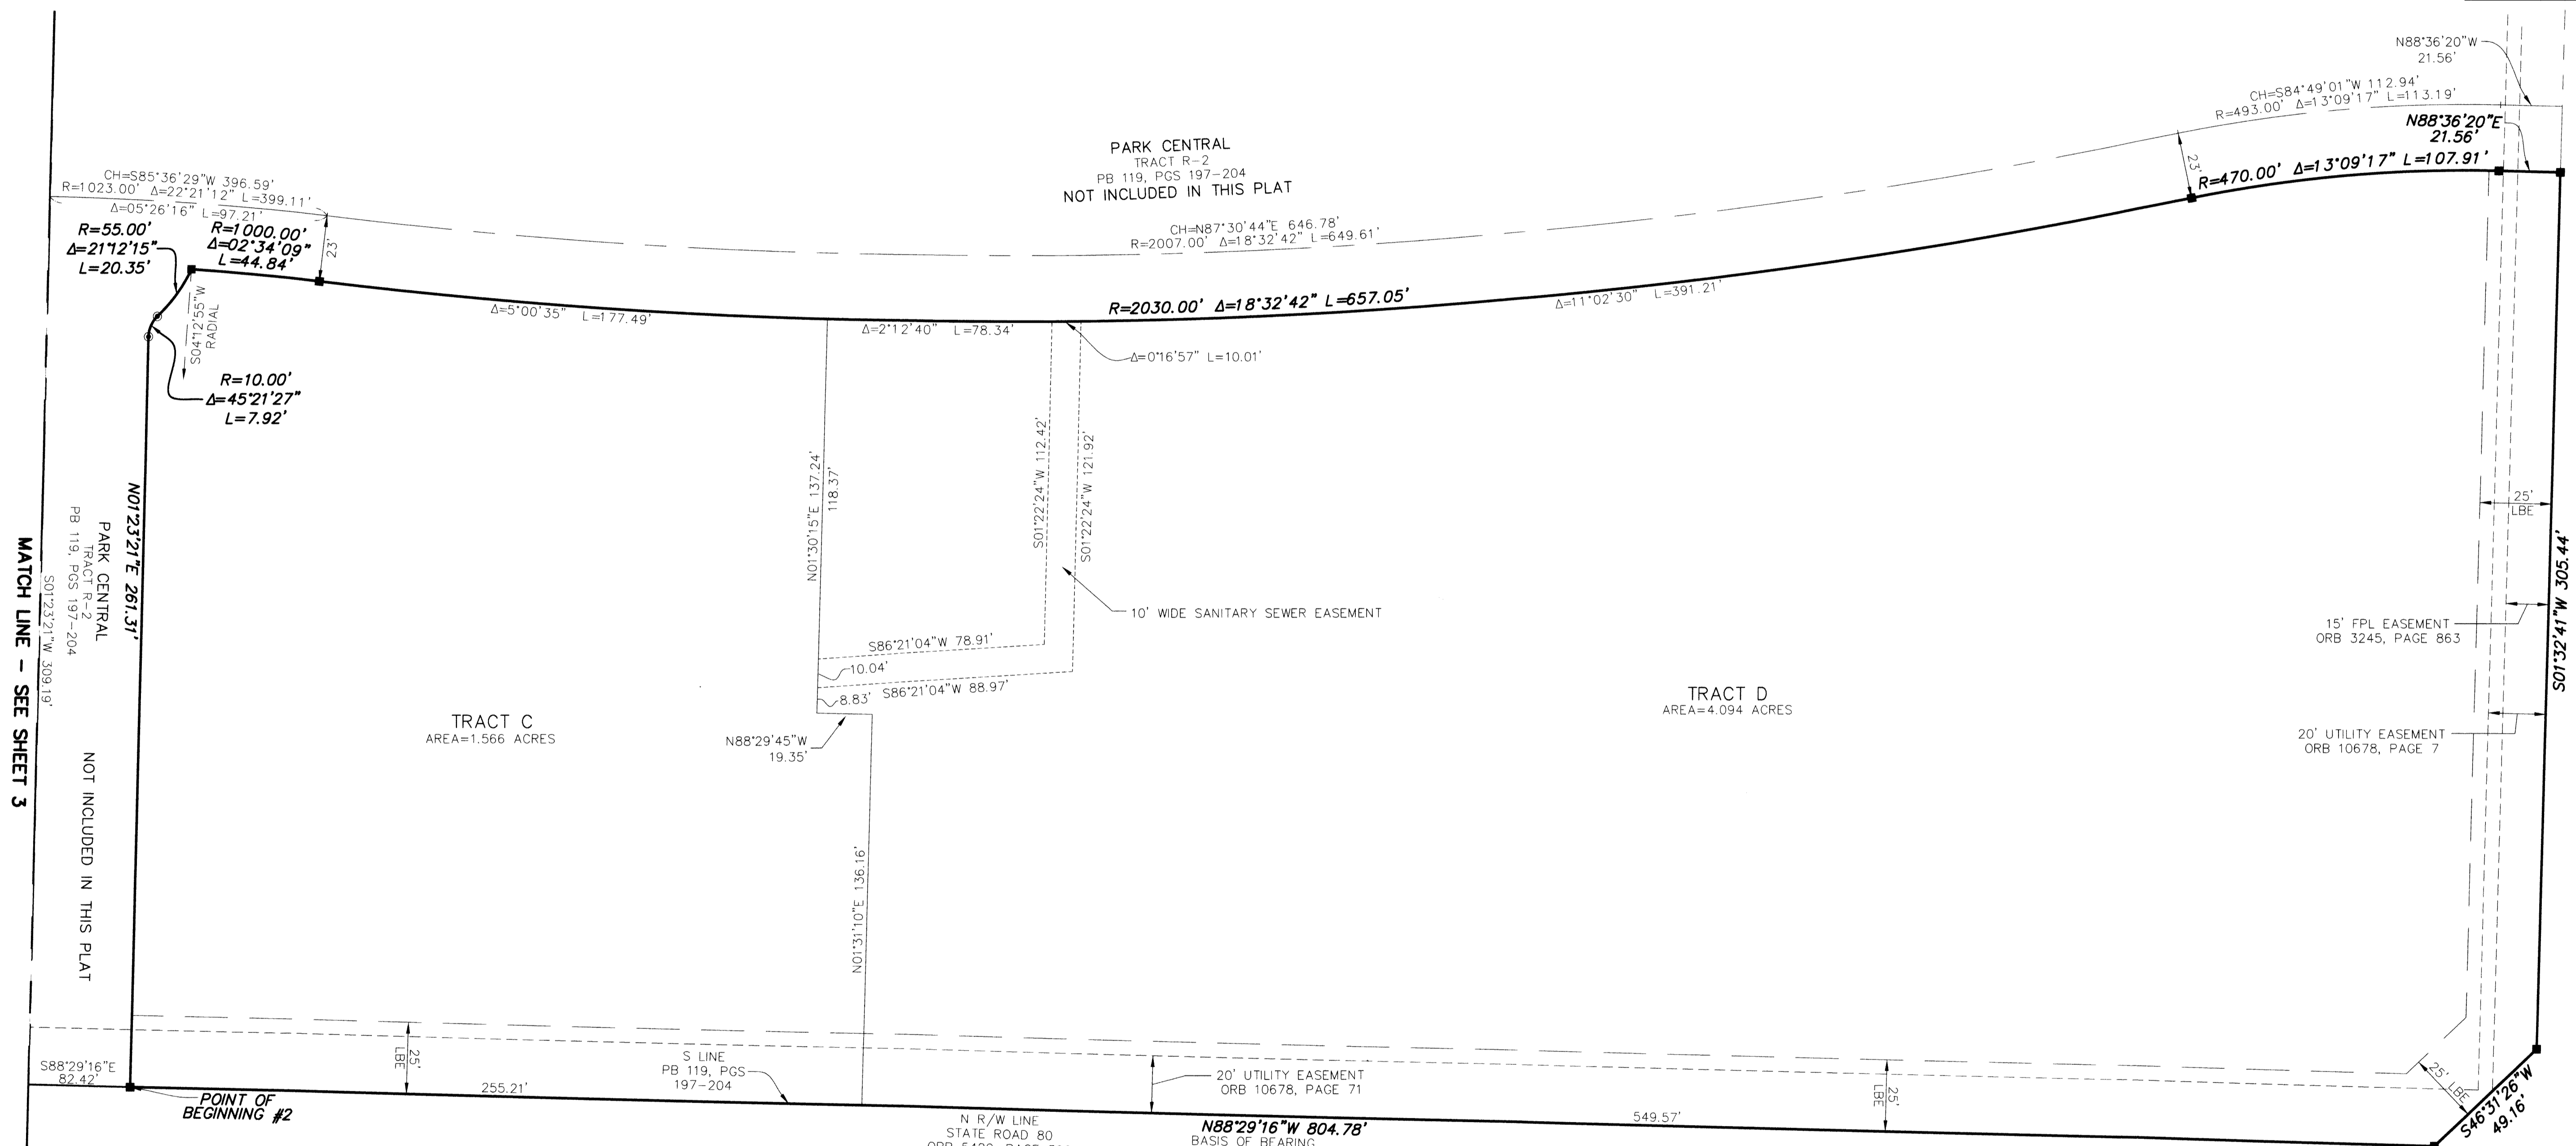 N88°36'20"W
21.56'
CH=S84°49'01"W 112.94'
R=493.00' Δ=13°09'17" L=113.19'
N88°36'20"E
21.56'
23'
R=470.00' Δ=13°09'17" L=107.91'
PARK CENTRAL
TRACT R-2
PB 119, PGS 197-204
NOT INCLUDED IN THIS PLAT
CH=N87°30'44"E 646.78'
R=2007.00' Δ=18°32'42" L=649.61'
CH=S85°36'29"W 396.59'
R=1023.00' Δ=22°21'12" L=399.11'
Δ=05°26'16" L=97.21'
R=55.00'
Δ=21°12'15"
L=20.35'
R=1000.00'
Δ=02°34'09"
L=44.84'
23'
S04°12'55"W
RADIAL
R=10.00'
Δ=45°21'27"
L=7.92'
Δ=5°00'35" L=177.49'
R=2030.00' Δ=18°32'42" L=657.05'
Δ=2°12'40" L=78.34'
Δ=0°16'57" L=10.01'
Δ=11°02'30" L=391.21'
N01°30'15"E 137.24'
118.37'
S01°22'24"W 112.42'
S01°22'24"W 121.92'
10' WIDE SANITARY SEWER EASEMENT
S86°21'04"W 78.91'
10.04'
S86°21'04"W 88.97'
8.83'
N88°29'45"W
19.35'
N01°31'10"E 136.16'
TRACT C
AREA=1.566 ACRES
TRACT D
AREA=4.094 ACRES
25'
LBE
15' FPL EASEMENT
ORB 3245, PAGE 863
20' UTILITY EASEMENT
ORB 10678, PAGE 7
S01°32'41"W 305.44'
MATCH LINE - SEE SHEET 3
S01°23'21"W 309.19'
PARK CENTRAL
TRACT R-2
PB 119, PGS 197-204
NOT INCLUDED IN THIS PLAT
N01°23'21"E 261.31'
S88°29'16"E
82.42'
POINT OF
BEGINNING #2
255.21'
25'
LBE
S LINE
PB 119, PGS
197-204
20' UTILITY EASEMENT
ORB 10678, PAGE 71
N R/W LINE
STATE ROAD 80
N88°29'16"W 804.78'
BASIS OF BEARING
549.57'
25'
LBE
25' LBE
S46°31'26"W
49.16'